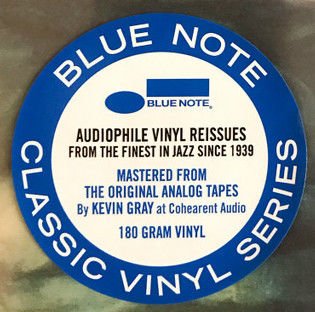 BLUE NOTE
BLUE NOTE.
AUDIOPHILE VINYL REISSUES
FROM THE FINEST IN JAZZ SINCE 1939
MASTERED FROM
THE ORIGINAL ANALOG TAPES
By KEVIN GRAY at Cohearent Audio
180 GRAM VINYL
CLASSIC VINYL SERIES